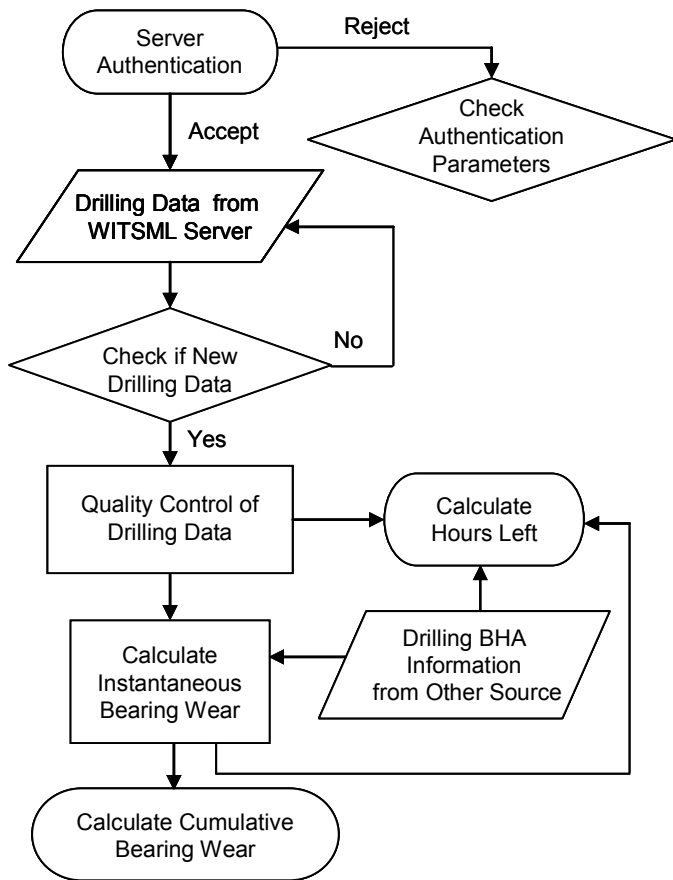 Server
Authentication
Reject
Check
Authentication
Parameters
Accept
Drilling Data from
WITSML Server
Check if New
Drilling Data
No
Yes
Quality Control of
Drilling Data
Calculate
Hours Left
Calculate
Instantaneous
Bearing Wear
Drilling BHA
Information
from Other Source
Calculate Cumulative
Bearing Wear